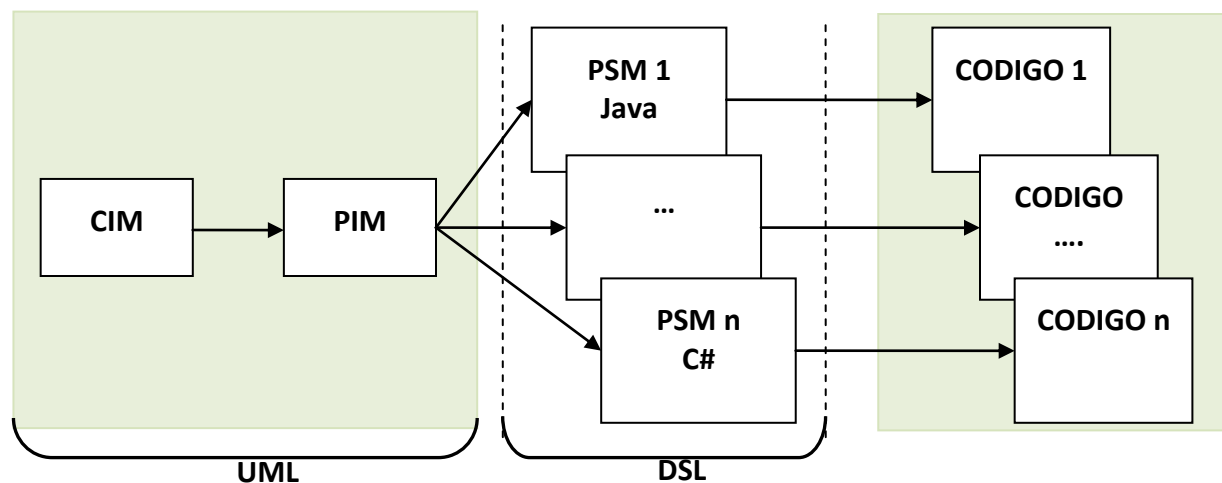 PSM 1
Java
CODIGO 1
CIM
PIM
…
CODIGO
….
PSM n
C#
CODIGO n
UML
DSL